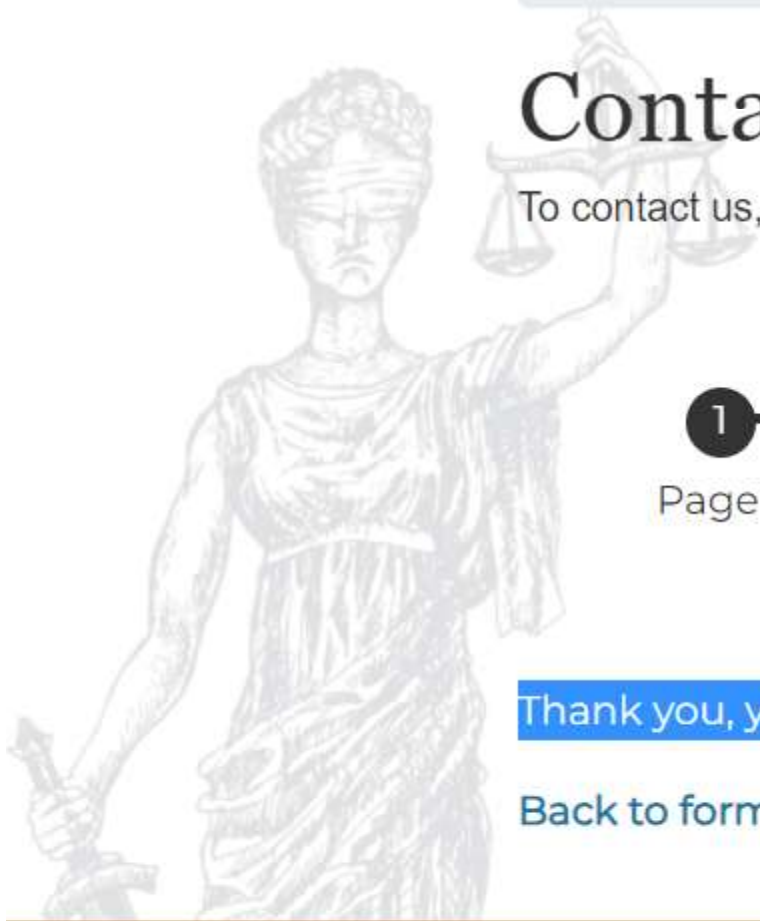 Conta
To contact us,
1
Page
Thank you, y
Back to form